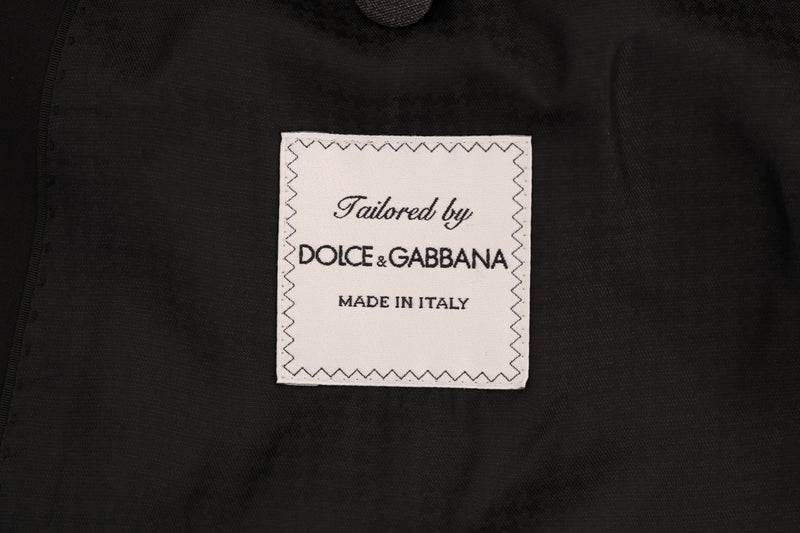 Tailored by
DOLCE & GABBANA
MADE IN ITALY